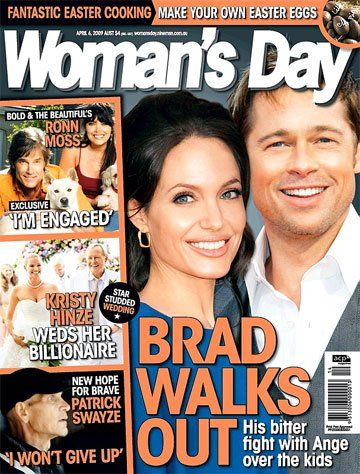 FANTASTIC EASTER COOKING MAKE YOUR OWN EASTER EGGS
APRIL 6, 2009 AUST $4 womansday.ninemsn.com.au
Woman's Day
BOLD & THE BEAUTIFUL'S
RONN
MOSS
EXCLUSIVE
'I'M ENGAGED'
STAR
STUDDED
WEDDING
KRISTY
HINZE
WEDS HER
BILLIONAIRE
NEW HOPE
FOR BRAVE
PATRICK
SWAYZE
'I WON'T GIVE UP'
BRAD
WALKS
OUT
His bitter
fight with Ange
over the kids
acp